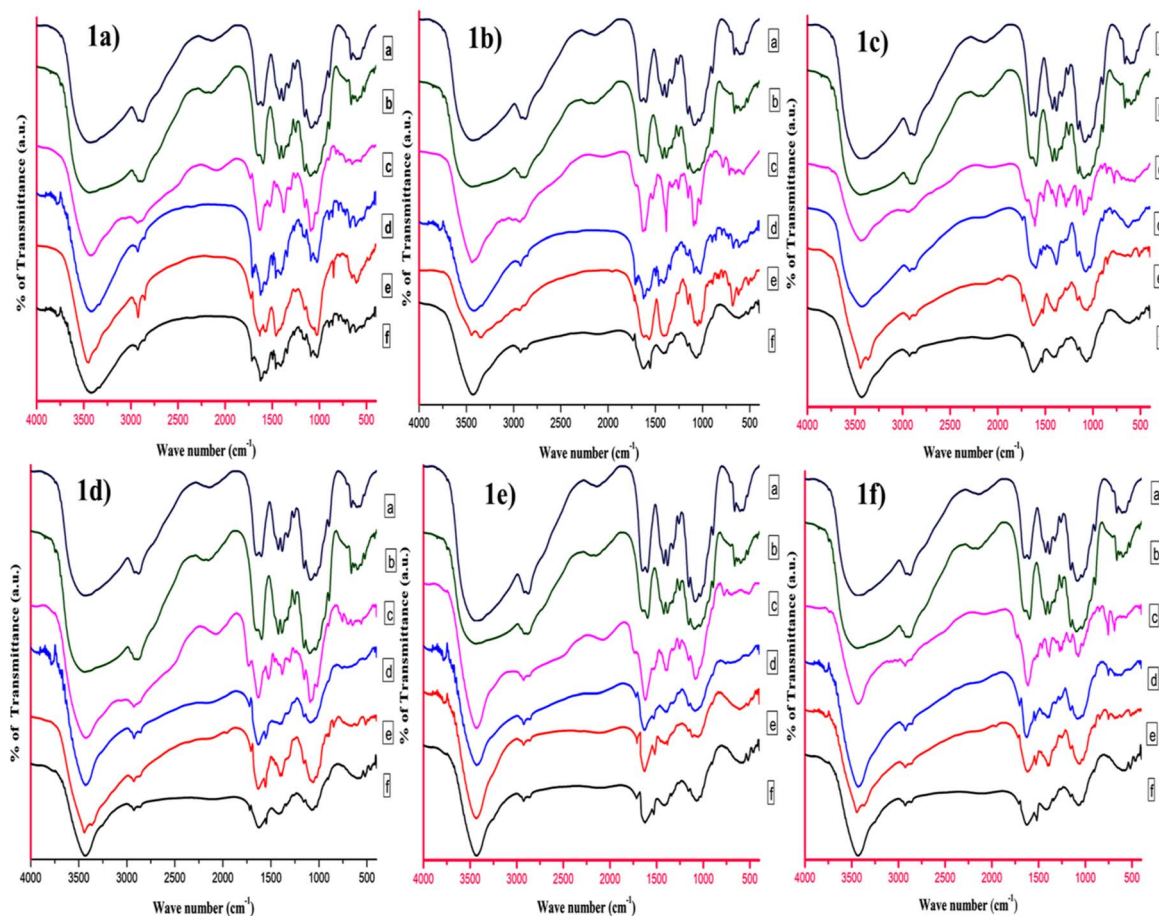 1a)
a
b
c
d
e
f
% of Transmittance (a.u.)
4000 3500 3000 2500 2000 1500 1000 500
Wave number (cm-1)
1b)
a
b
c
d
e
f
% of Transmittance (a.u.)
4000 3500 3000 2500 2000 1500 1000 500
Wave number (cm-1)
1c)
% of Transmittance (a.u.)
4000 3500 3000 2500 2000 1500 1000 500
Wave number (cm-1)
1d)
a
b
c
d
e
f
% of Transmittance (a.u.)
4000 3500 3000 2500 2000 1500 1000 500
Wave number (cm-1)
1e)
a
b
c
d
e
f
% of Transmittance (a.u.)
4000 3500 3000 2500 2000 1500 1000 500
Wave number (cm-1)
1f)
a
b
c
d
e
f
% of Transmittance (a.u.)
4000 3500 3000 2500 2000 1500 1000 500
Wave number (cm-1)